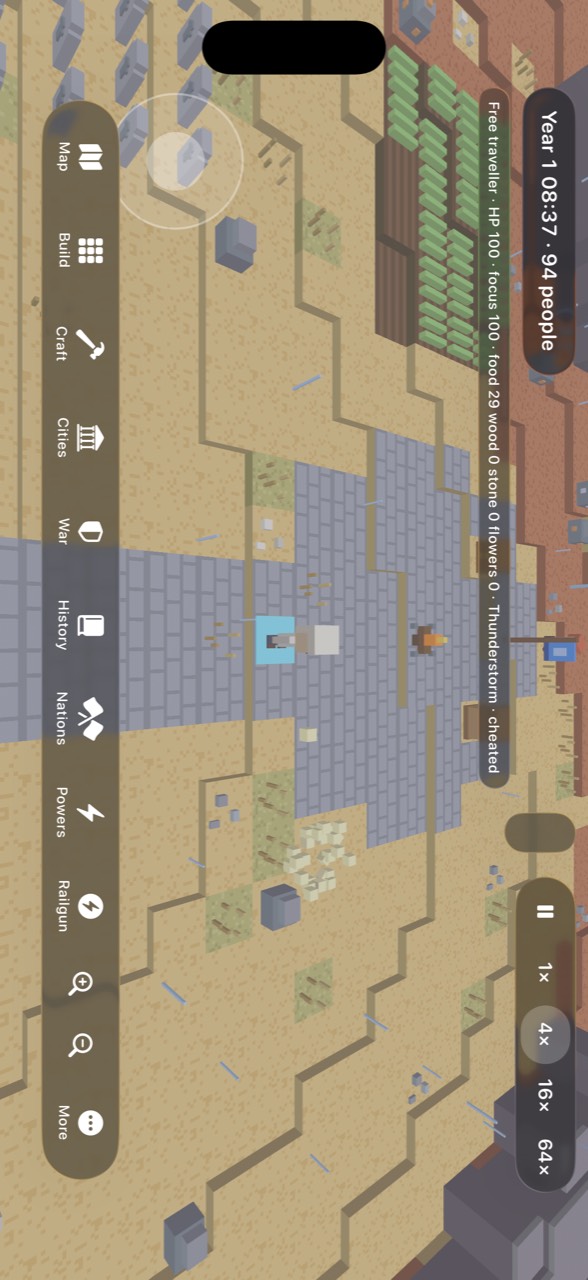 Year 1 08:37 · 94 people
Free traveller · HP 100 · focus 100 · food 29 wood 0 stone 0 flowers 0 · Thunderstorm · cheated
1×
4×
16×
64×
Map
Build
Craft
Cities
War
History
Nations
Powers
Railgun
More